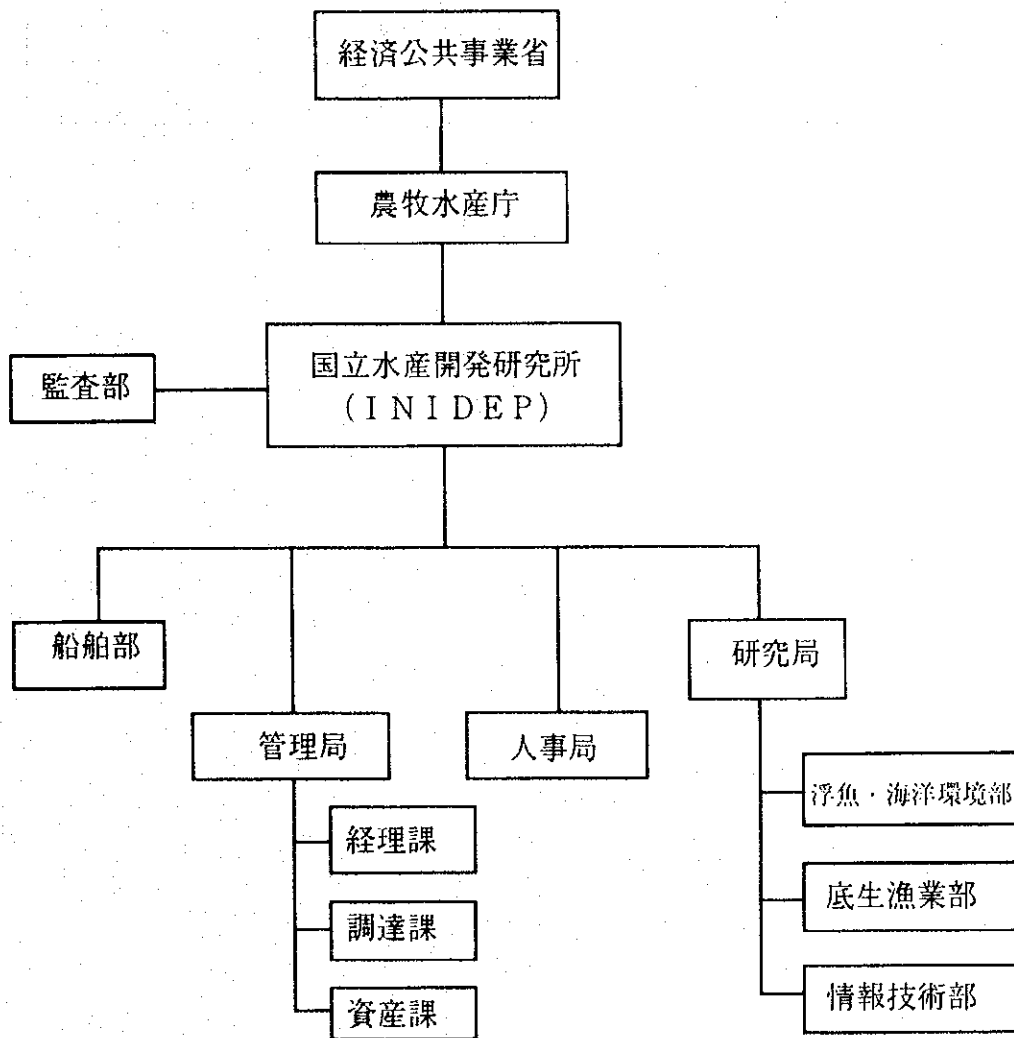 経済公共事業省
農牧水産庁
国立水産開発研究所
(INIDEP)
監査部
船舶部
管理局
人事局
研究局
経理課
調達課
資産課
浮魚・海洋環境部
底生漁業部
情報技術部